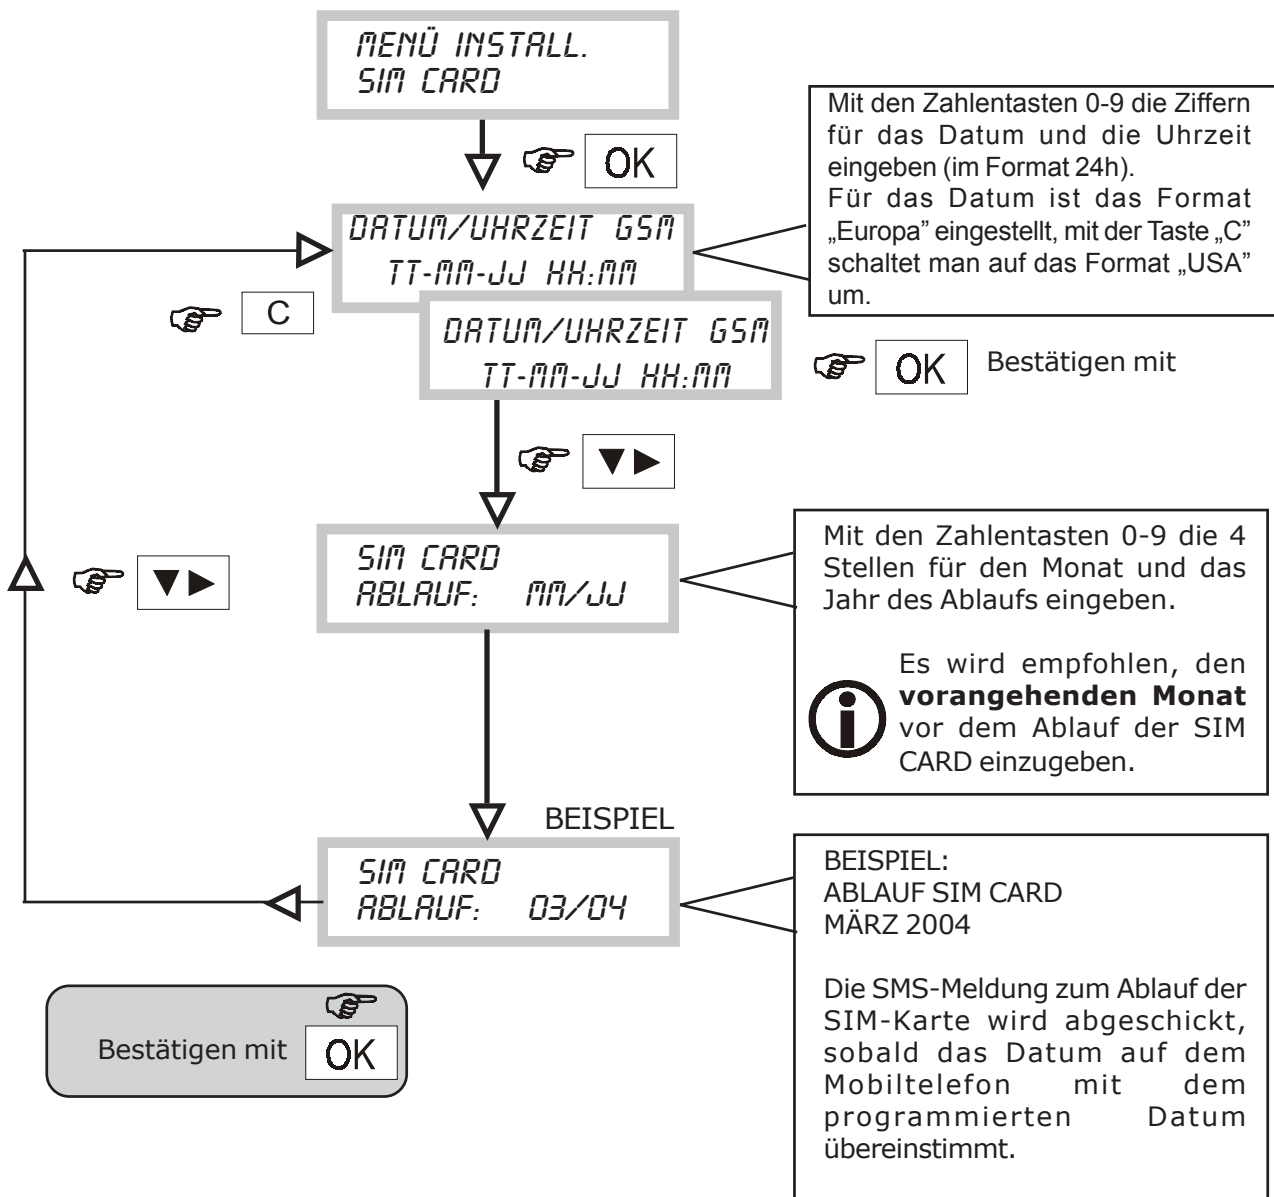 MENÜ INSTALL.
SIM CARD
OK
Mit den Zahlentasten 0-9 die Ziffern
für das Datum und die Uhrzeit
eingeben (im Format 24h).
Für das Datum ist das Format
„Europa” eingestellt, mit der Taste „C”
schaltet man auf das Format „USA”
um.
DATUM/UHRZEIT GSM
TT-MM-JJ HH:MM
C
DATUM/UHRZEIT GSM
TT-MM-JJ HH:MM
OK Bestätigen mit
SIM CARD
ABLAUF: MM/JJ
Mit den Zahlentasten 0-9 die 4
Stellen für den Monat und das
Jahr des Ablaufs eingeben.
Es wird empfohlen, den
vorangehenden Monat
vor dem Ablauf der SIM
CARD einzugeben.
BEISPIEL
SIM CARD
ABLAUF: 03/04
BEISPIEL:
ABLAUF SIM CARD
MÄRZ 2004
Die SMS-Meldung zum Ablauf der
SIM-Karte wird abgeschickt,
sobald das Datum auf dem
Mobiltelefon mit dem
programmierten Datum
übereinstimmt.
Bestätigen mit OK